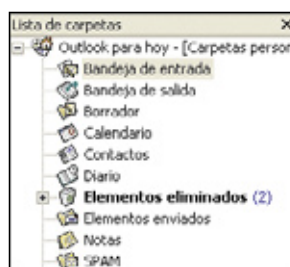 Lista de carpetas
Outlook para hoy - [Carpetas person
Bandeja de entrada
Bandeja de salida
Borrador
Calendario
Contactos
Diario
Elementos eliminados (2)
Elementos enviados
Notas
SPAM